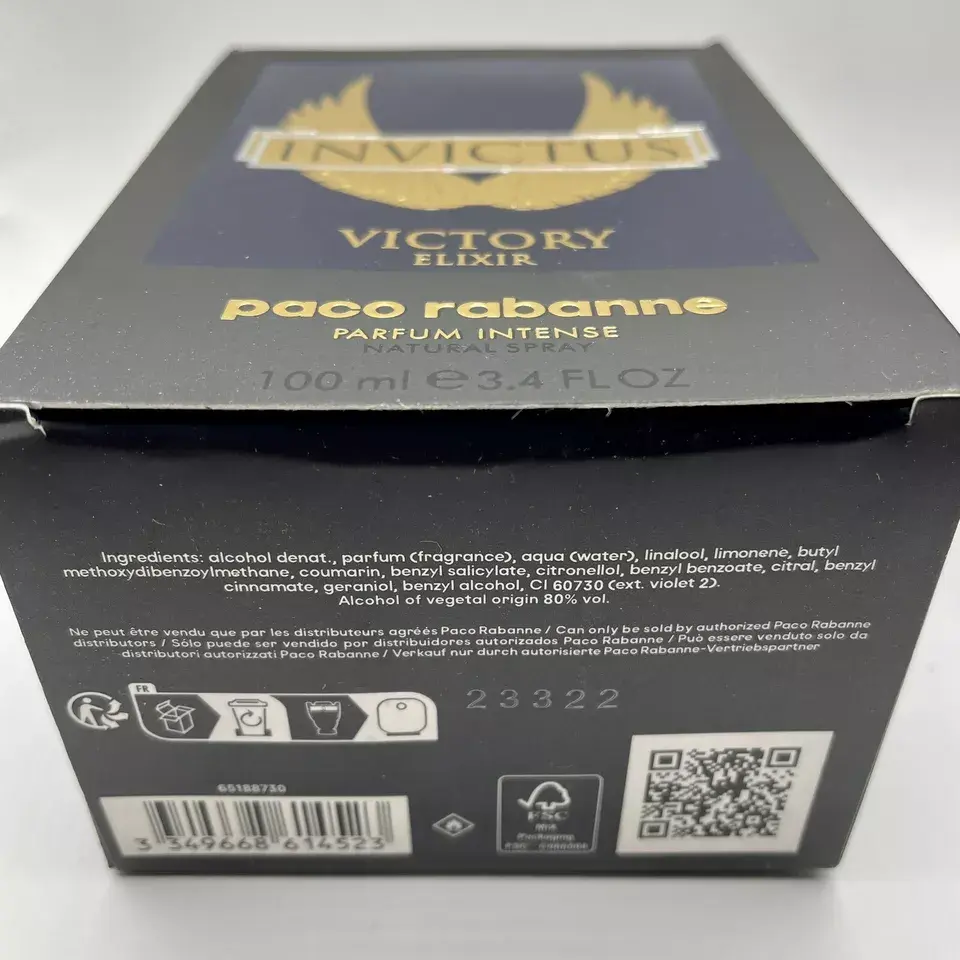 INVICTUS
VICTORY
ELIXIR
paco rabanne
PARFUM INTENSE
NATURAL SPRAY
100 ml e 3.4 FL OZ
Ingredients: alcohol denat., parfum (fragrance), aqua (water), linalool, limonene, butyl
methoxydibenzoylmethane, coumarin, benzyl salicylate, citronellol, benzyl benzoate, citral, benzyl
cinnamate, geraniol, benzyl alcohol, CI 60730 (ext. violet 2).
Alcohol of vegetal origin 80% vol.
Ne peut être vendu que par les distributeurs agréés Paco Rabanne / Can only be sold by authorized Paco Rabanne
distributors / Sólo puede ser vendido por distribuidores autorizados Paco Rabanne / Può essere venduto solo da
distributori autorizzati Paco Rabanne / Verkauf nur durch autorisierte Paco Rabanne-Vertriebspartner
FR
23322
65188730
3 349668 614523
FSC
MIX
Packaging